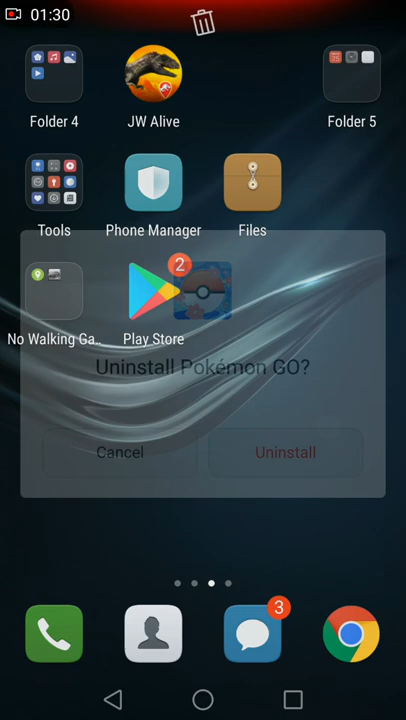 01:30
Folder 4
JW Alive
Folder 5
Tools
Phone Manager
Files
2
No Walking Ga..
Play Store
Uninstall Pokémon GO?
Cancel
Uninstall
3